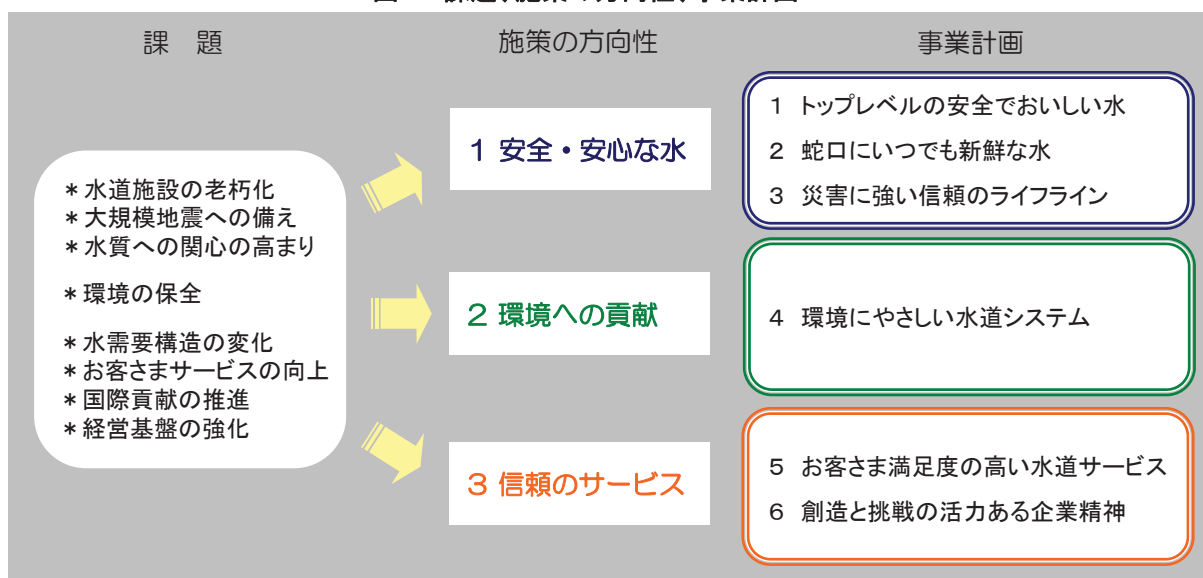 課 題
施策の方向性
事業計画
*水道施設の老朽化
*大規模地震への備え
*水質への関心の高まり
*環境の保全
*水需要構造の変化
*お客さまサービスの向上
*国際貢献の推進
*経営基盤の強化
1 安全・安心な水
2 環境への貢献
3 信頼のサービス
1 トップレベルの安全でおいしい水
2 蛇口にいつでも新鮮な水
3 災害に強い信頼のライフライン
4 環境にやさしい水道システム
5 お客さま満足度の高い水道サービス
6 創造と挑戦の活力ある企業精神